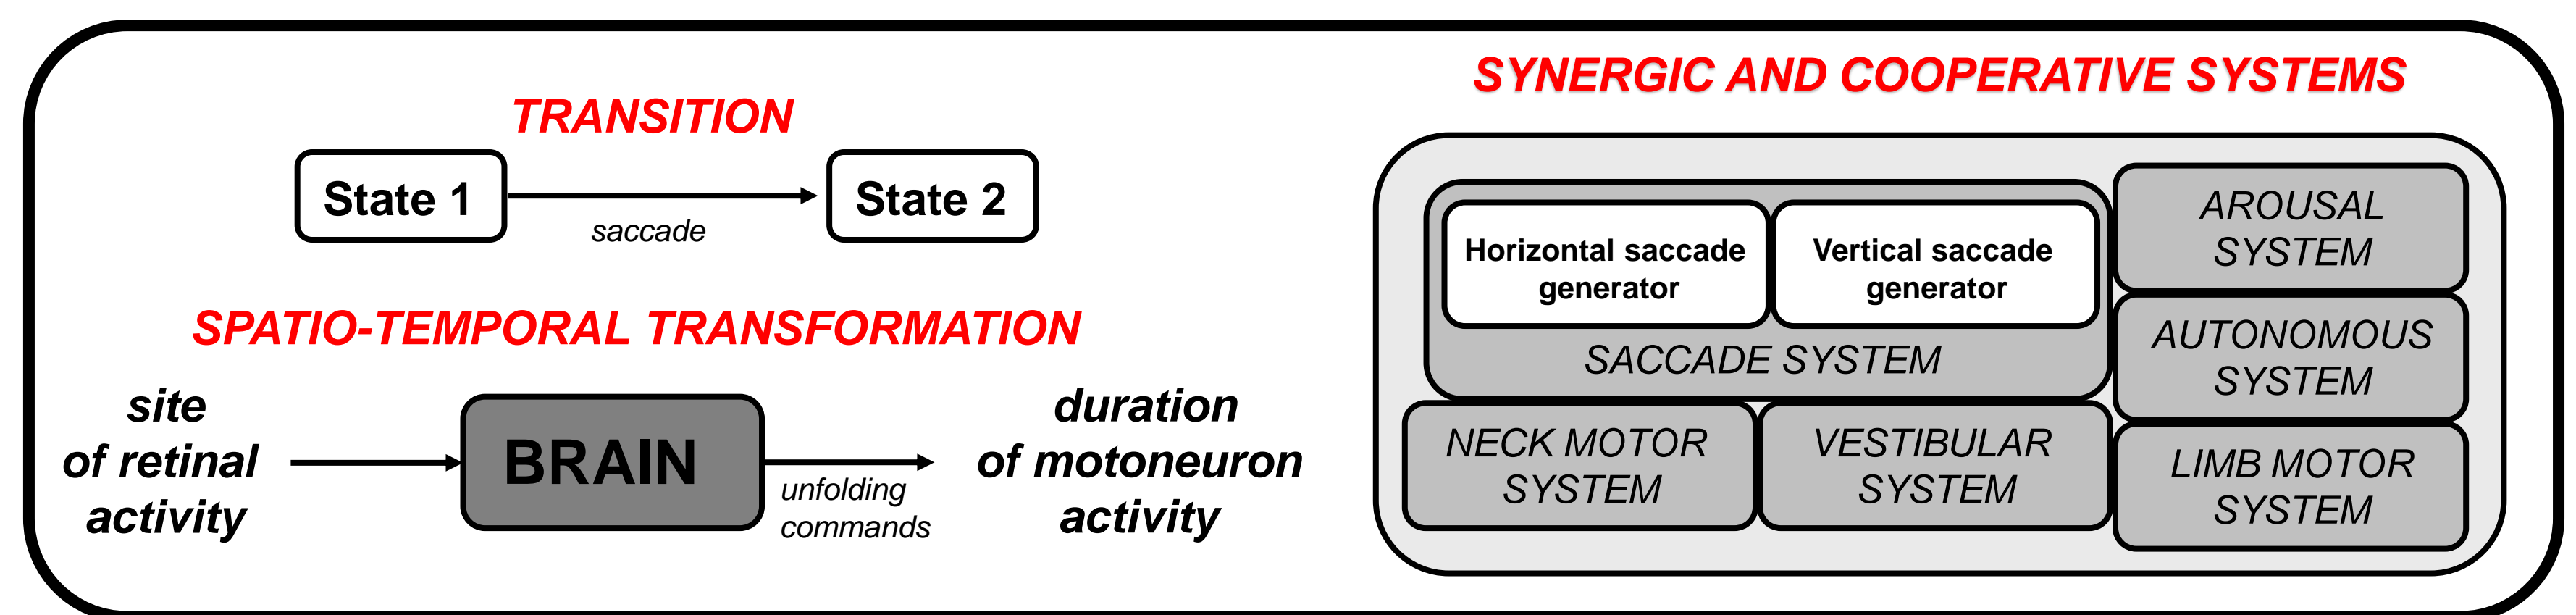 TRANSITION
State 1
saccade
State 2
SPATIO-TEMPORAL TRANSFORMATION
site
of retinal
activity
BRAIN
unfolding
commands
duration
of motoneuron
activity
SYNERGIC AND COOPERATIVE SYSTEMS
Horizontal saccade
generator
Vertical saccade
generator
SACCADE SYSTEM
NECK MOTOR
SYSTEM
VESTIBULAR
SYSTEM
AROUSAL
SYSTEM
AUTONOMOUS
SYSTEM
LIMB MOTOR
SYSTEM